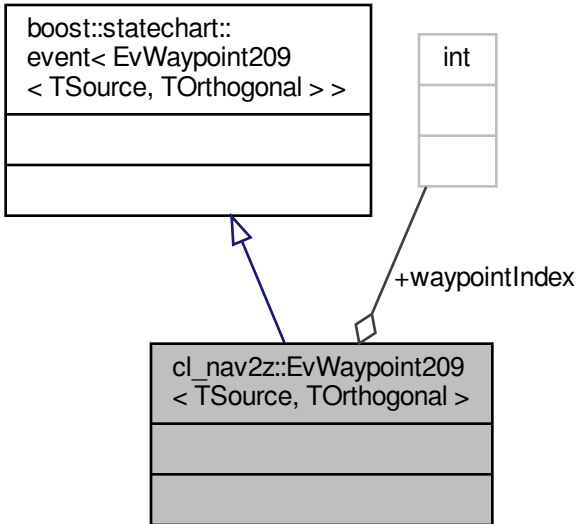 boost::statechart::
event< EvWaypoint209
< TSource, TOrthogonal > >
int
+waypointIndex
cl_nav2z::EvWaypoint209
< TSource, TOrthogonal >